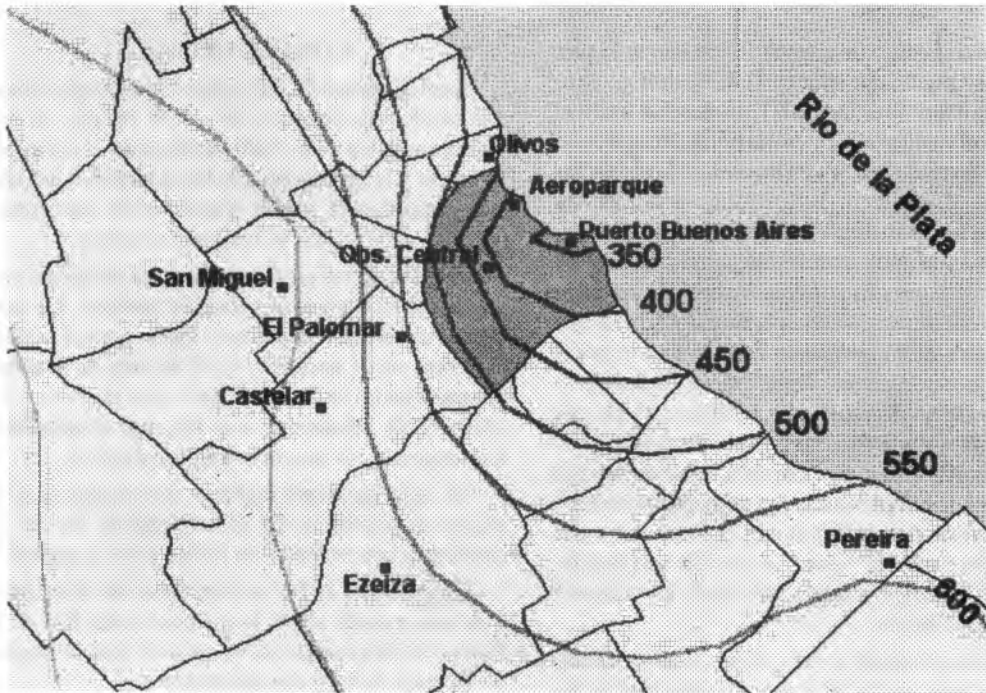 Rio de la Plata
Olivos
Aeroparque
Puerto Buenos Aires
350
Obs. Central
San Miguel
400
El Palomar
450
Castelar
500
550
Pereira
Ezeiza
600